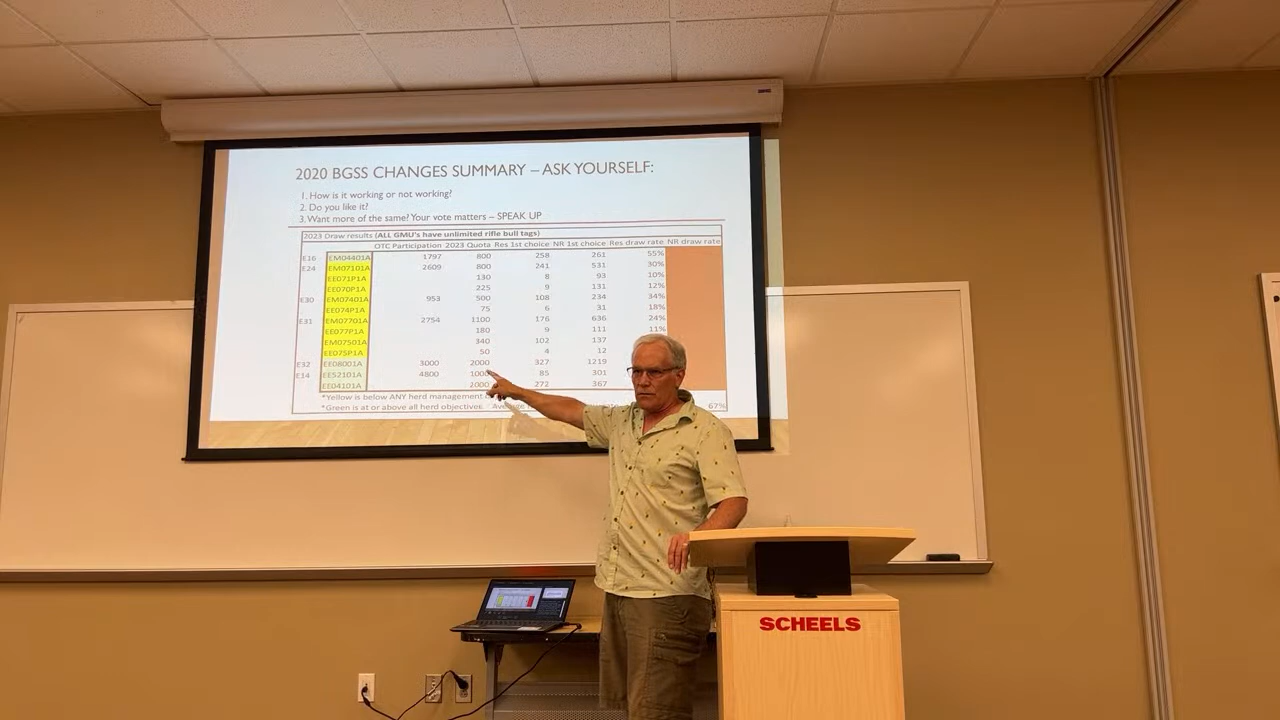 2020 BGSS CHANGES SUMMARY – ASK YOURSELF:
1. How is it working or not working?
2. Do you like it?
3. Want more of the same? Your vote matters – SPEAK UP
2023 Draw results (ALL GMU's have unlimited rifle bull tags)
OTC Participation 2023 Quota Res 1st choice NR 1st choice Res draw rate NR draw rate
E16 EM04401A 1797 800 258 261 55%
E24 EM07101A 2609 800 241 531 30%
EE071P1A 130 8 93 10%
EE070P1A 225 9 131 12%
E30 EM07401A 953 500 108 234 34%
EE074P1A 75 6 31 18%
E31 EM07701A 2754 1100 176 636 24%
EE077P1A 180 9 111 11%
EM07501A 340 102 137
EE075P1A 50 4 12
E32 EE08001A 3000 2000 327 1219
E14 EE52101A 4800 1000 85 301
EE04101A 2000 272 367
*Yellow is below ANY herd management
*Green is at or above all herd objectives. Average 67%
SCHEELS